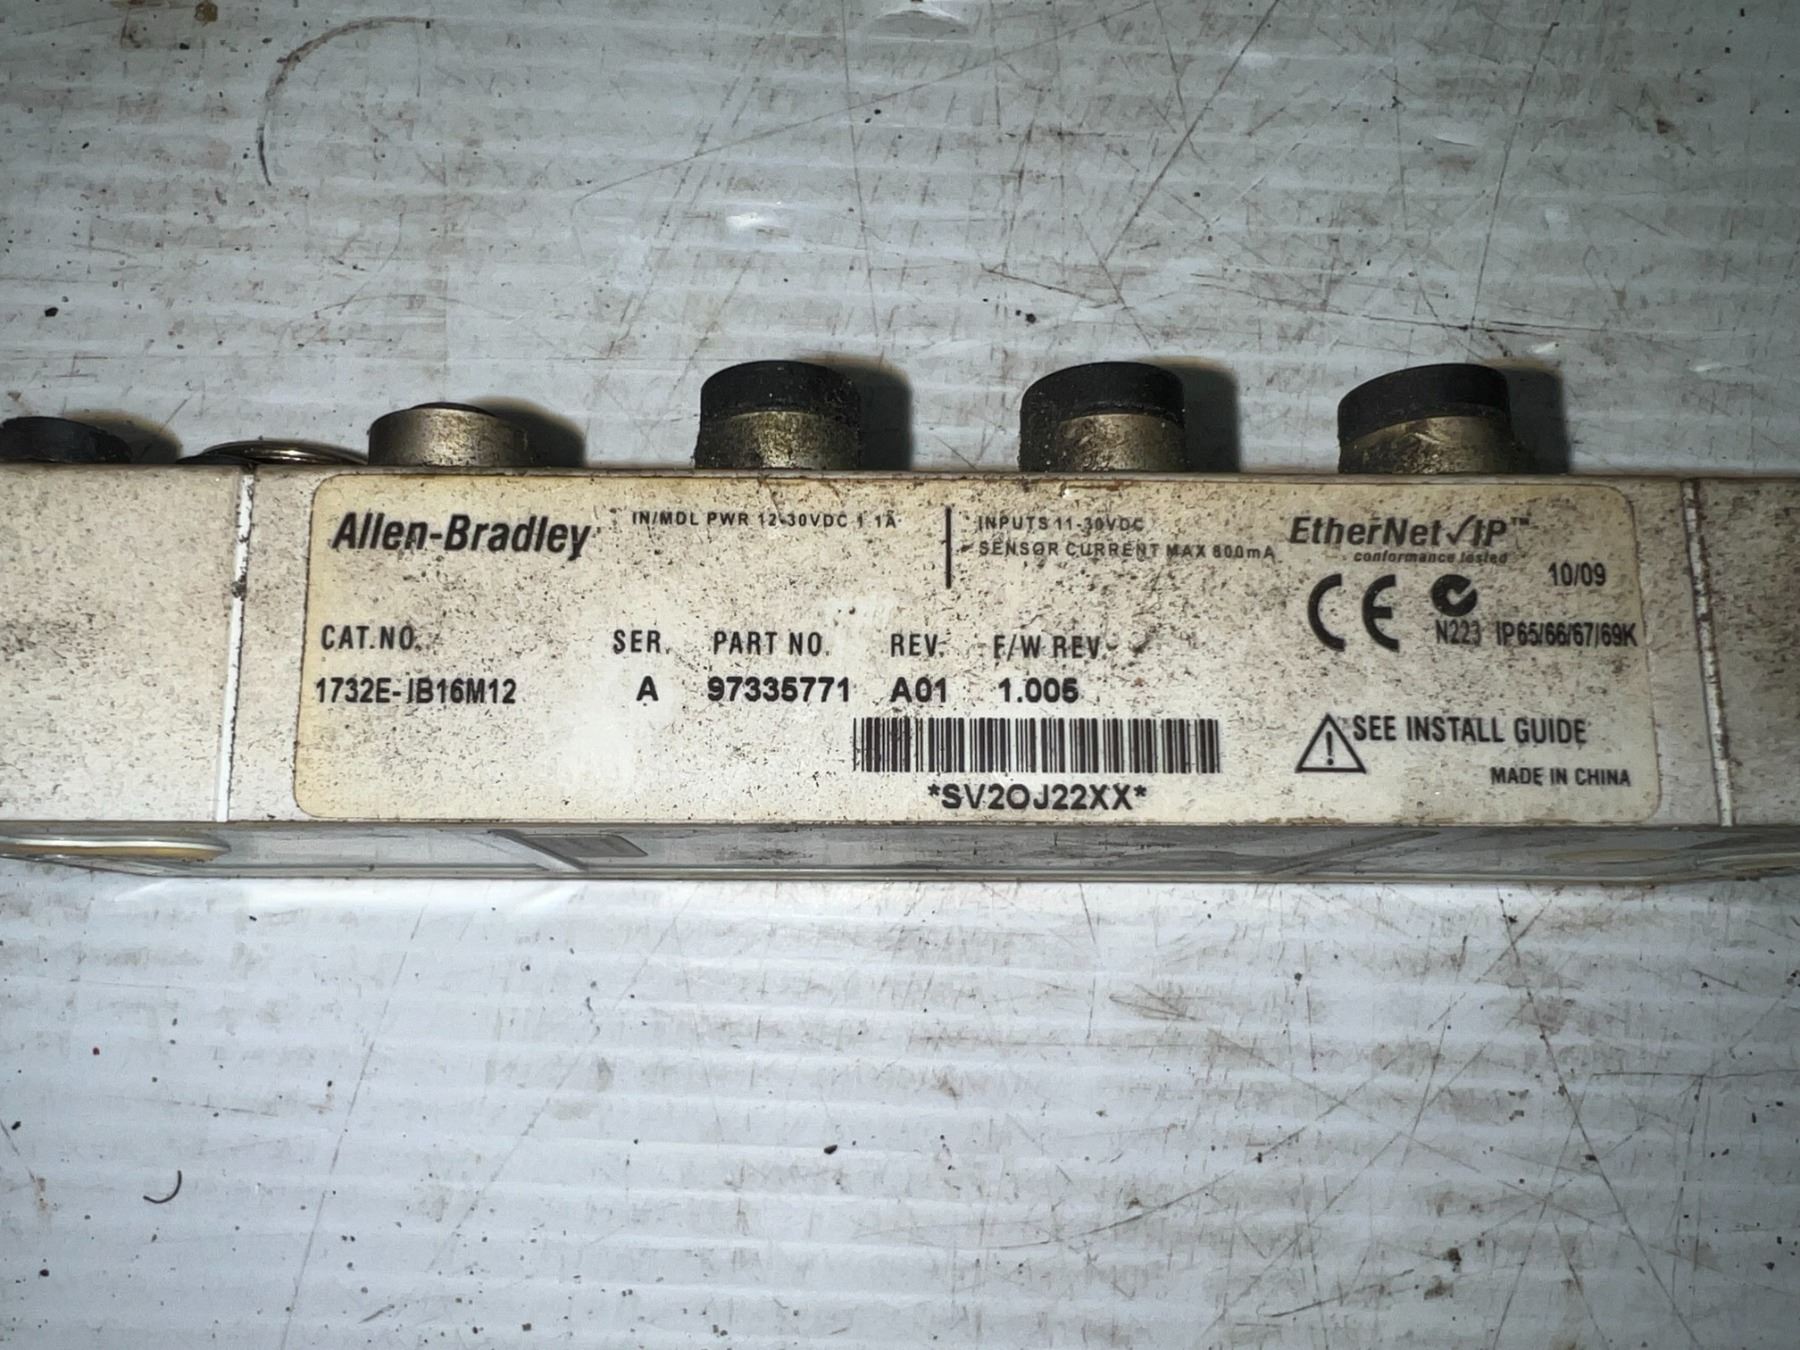 Allen-Bradley
IN/MDL PWR 12-30VDC 1.1A
INPUTS 11-30VDC
SENSOR CURRENT MAX 800mA
EtherNet/IP™
conformance tested
10/09
CE
N223 IP65/66/67/69K
CAT.NO. SER. PART NO. REV. F/W REV.
1732E-IB16M12 A 97335771 A01 1.005
*SV2OJ22XX*
SEE INSTALL GUIDE
MADE IN CHINA